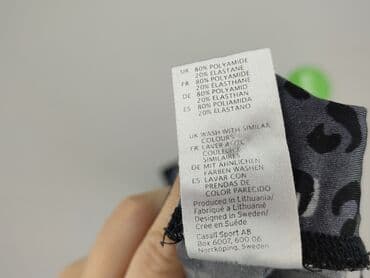 UK 80% POLYAMIDE
20% ELASTANE
FR 80% POLYAMIDE
20% ELASTHANE
DE 80% POLYAMID
20% ELASTHAN
ES 80% POLIAMIDA
20% ELASTANO
UK WASH WITH SIMILAR
COLOURS
FR LAVER AVEC
COULEURS
SIMILAIRES
DE MIT ÄHNLICHEN
FARBEN WASHEN
ES LAVAR CON
PRENDAS DE
COLOR PARECIDO
Produced in Lithuania/
Fabriqué a Lithuanie
Designed in Sweden/
Cree en Suède
Casall Sport AB
Box 6007, 600 06
Norrköping, Sweden